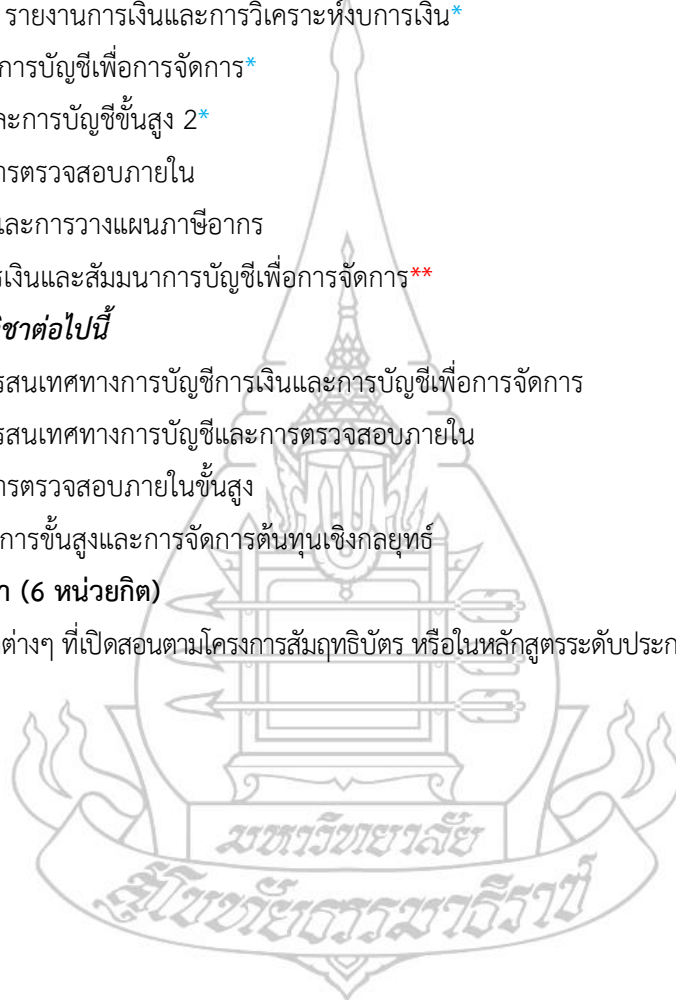 รายงานการเงินและการวิเคราะห์งบการเงิน*
การบัญชีเพื่อการจัดการ*
ละการบัญชีขั้นสูง 2*
ารตรวจสอบภายใน
และการวางแผนภาษีอากร
รเงินและสัมมนาการบัญชีเพื่อการจัดการ**
วิชาต่อไปนี้
รสนเทศทางการบัญชีการเงินและการบัญชีเพื่อการจัดการ
รสนเทศทางการบัญชีและการตรวจสอบภายใน
ารตรวจสอบภายในขั้นสูง
การขั้นสูงและการจัดการต้นทุนเชิงกลยุทธ์
า (6 หน่วยกิต)
ต่างๆ ที่เปิดสอนตามโครงการสัมฤทธิบัตร หรือในหลักสูตรระดับประก
มหาวิทยาลัย
สุโขทัยธรรมาธิราช